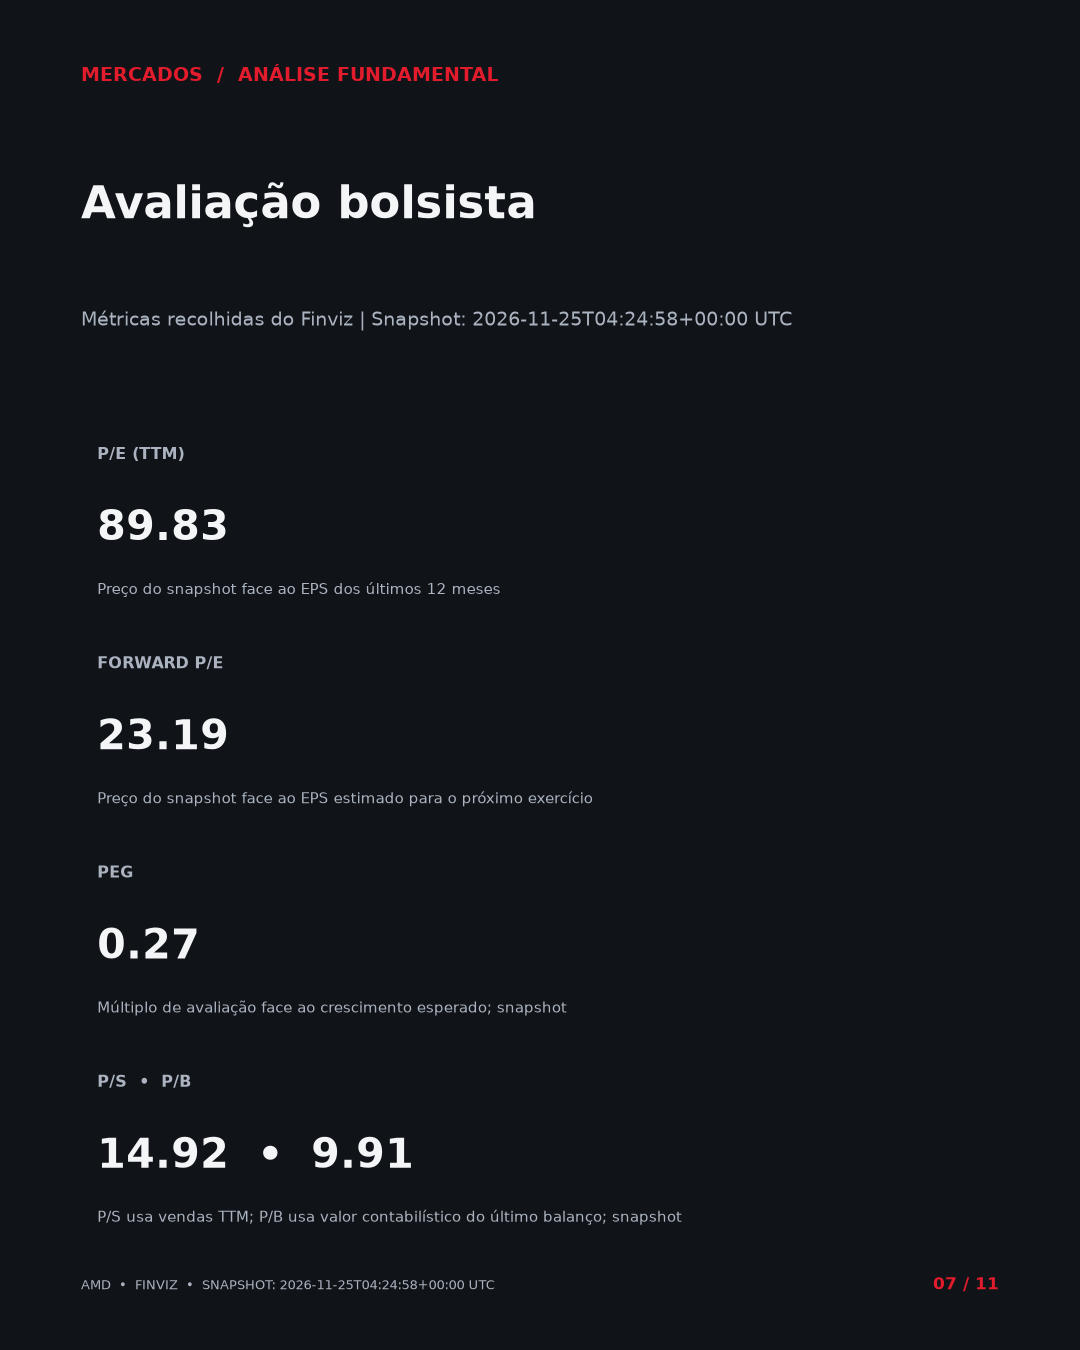 MERCADOS / ANÁLISE FUNDAMENTAL
Avaliação bolsista
Métricas recolhidas do Finviz | Snapshot: 2026-11-25T04:24:58+00:00 UTC
P/E (TTM)
89.83
Preço do snapshot face ao EPS dos últimos 12 meses
FORWARD P/E
23.19
Preço do snapshot face ao EPS estimado para o próximo exercício
PEG
0.27
Múltiplo de avaliação face ao crescimento esperado; snapshot
P/S • P/B
14.92 • 9.91
P/S usa vendas TTM; P/B usa valor contabilístico do último balanço; snapshot
AMD • FINVIZ • SNAPSHOT: 2026-11-25T04:24:58+00:00 UTC
07 / 11